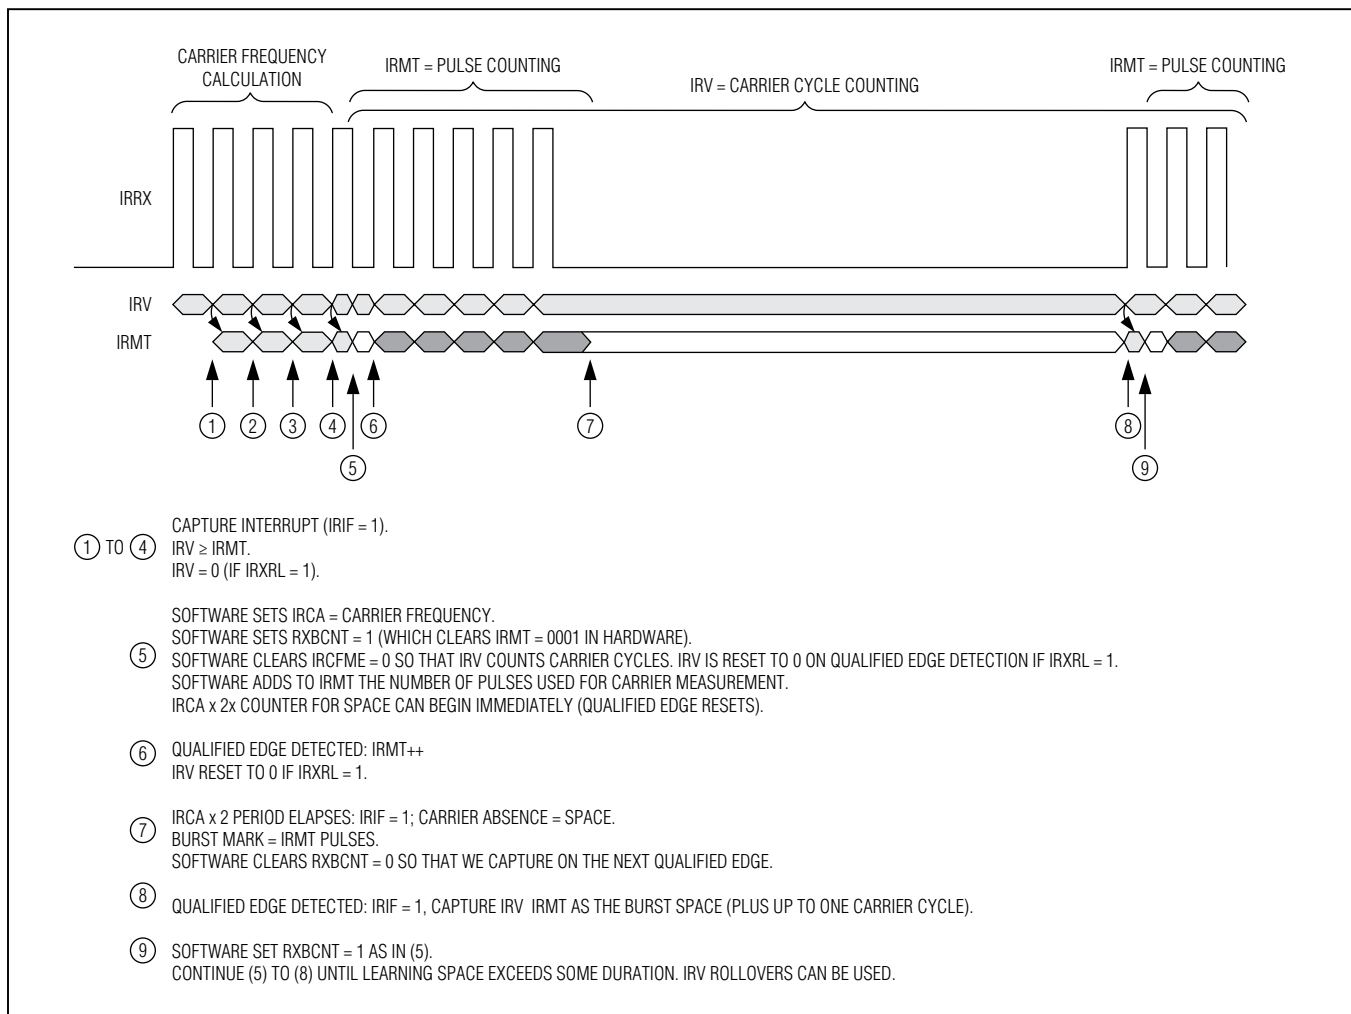 CARRIER FREQUENCY
CALCULATION
IRMT = PULSE COUNTING
IRV = CARRIER CYCLE COUNTING
IRMT = PULSE COUNTING
IRRX
IRV
IRMT
1
2
3
4
6
7
8
5
9
1 TO 4
CAPTURE INTERRUPT (IRIF = 1).
IRV ≥ IRMT.
IRV = 0 (IF IRXRL = 1).
5
SOFTWARE SETS IRCA = CARRIER FREQUENCY.
SOFTWARE SETS RXBCNT = 1 (WHICH CLEARS IRMT = 0001 IN HARDWARE).
SOFTWARE CLEARS IRCFME = 0 SO THAT IRV COUNTS CARRIER CYCLES. IRV IS RESET TO 0 ON QUALIFIED EDGE DETECTION IF IRXRL = 1.
SOFTWARE ADDS TO IRMT THE NUMBER OF PULSES USED FOR CARRIER MEASUREMENT.
IRCA x 2x COUNTER FOR SPACE CAN BEGIN IMMEDIATELY (QUALIFIED EDGE RESETS).
6
QUALIFIED EDGE DETECTED: IRMT++
IRV RESET TO 0 IF IRXRL = 1.
7
IRCA x 2 PERIOD ELAPSES: IRIF = 1; CARRIER ABSENCE = SPACE.
BURST MARK = IRMT PULSES.
SOFTWARE CLEARS RXBCNT = 0 SO THAT WE CAPTURE ON THE NEXT QUALIFIED EDGE.
8
QUALIFIED EDGE DETECTED: IRIF = 1, CAPTURE IRV IRMT AS THE BURST SPACE (PLUS UP TO ONE CARRIER CYCLE).
9
SOFTWARE SET RXBCNT = 1 AS IN (5).
CONTINUE (5) TO (8) UNTIL LEARNING SPACE EXCEEDS SOME DURATION. IRV ROLLOVERS CAN BE USED.